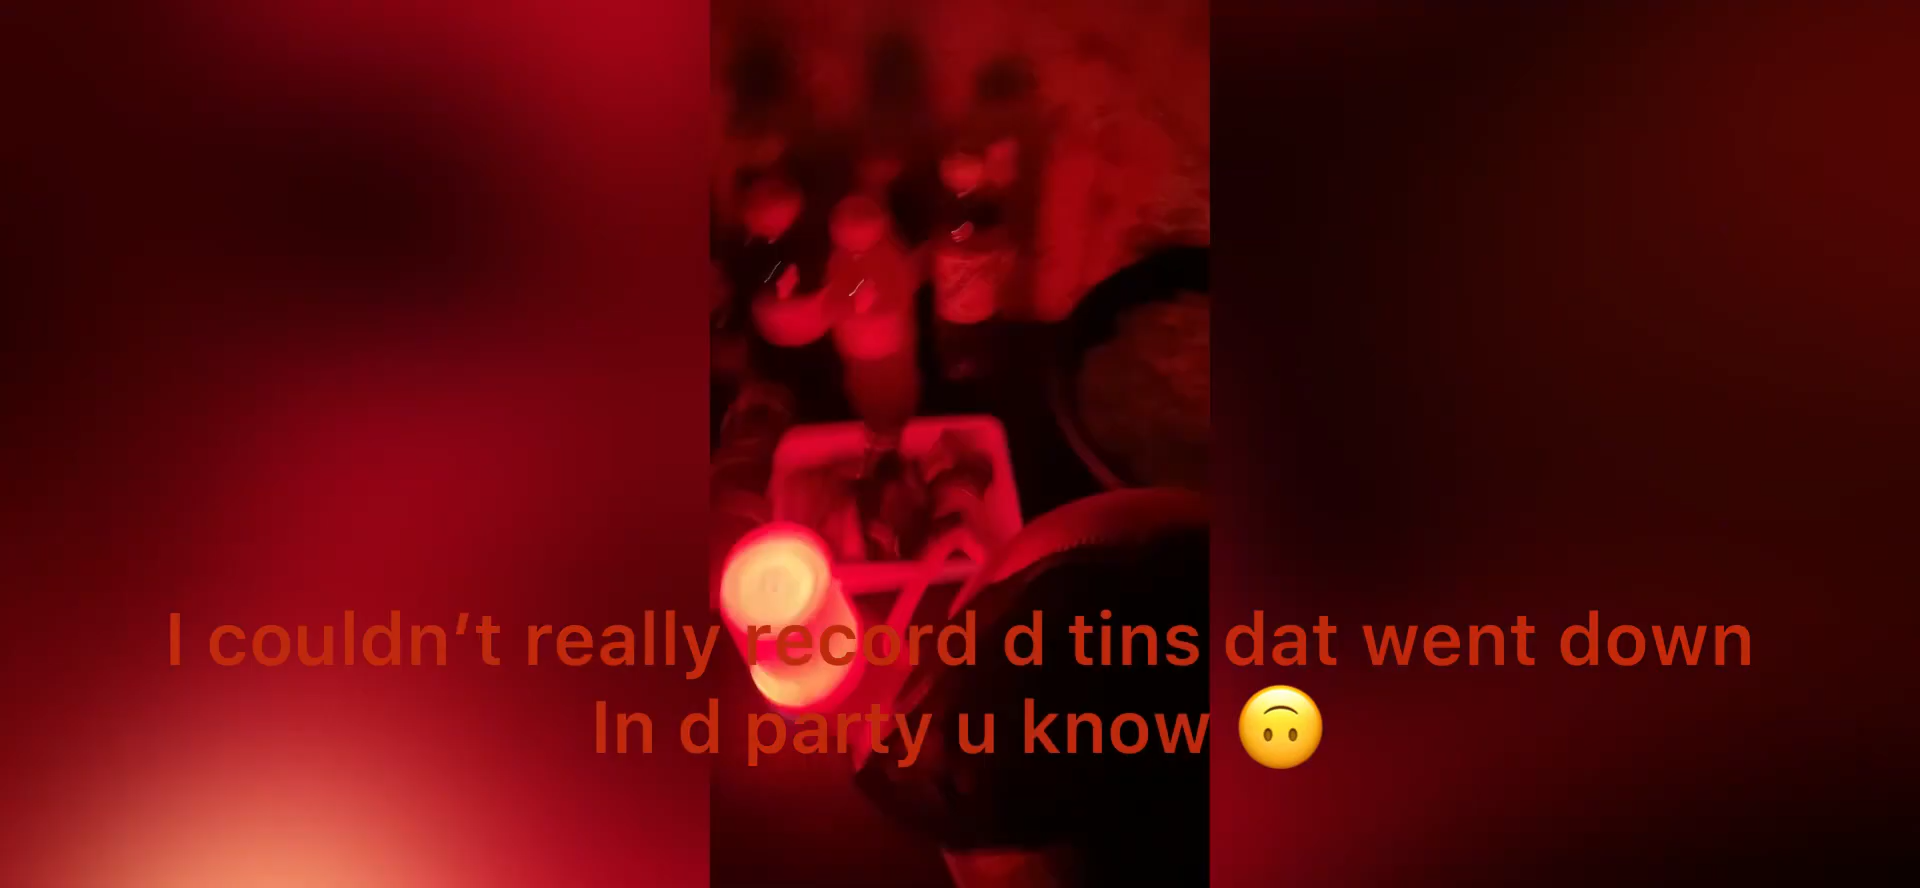 I couldn’t really record d tins dat went down
In d party u know 🙃